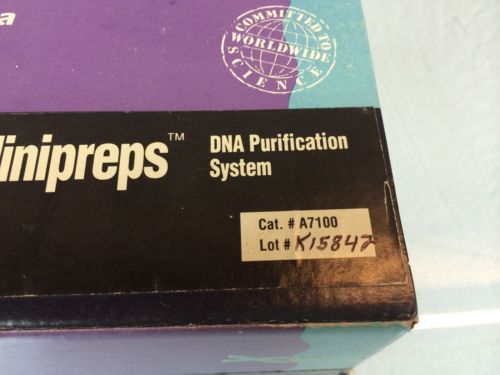 a
COMMITTED TO
WORLDWIDE
SCIENCE
inipreps™
DNA Purification
System
Cat. # A7100
Lot # K15847